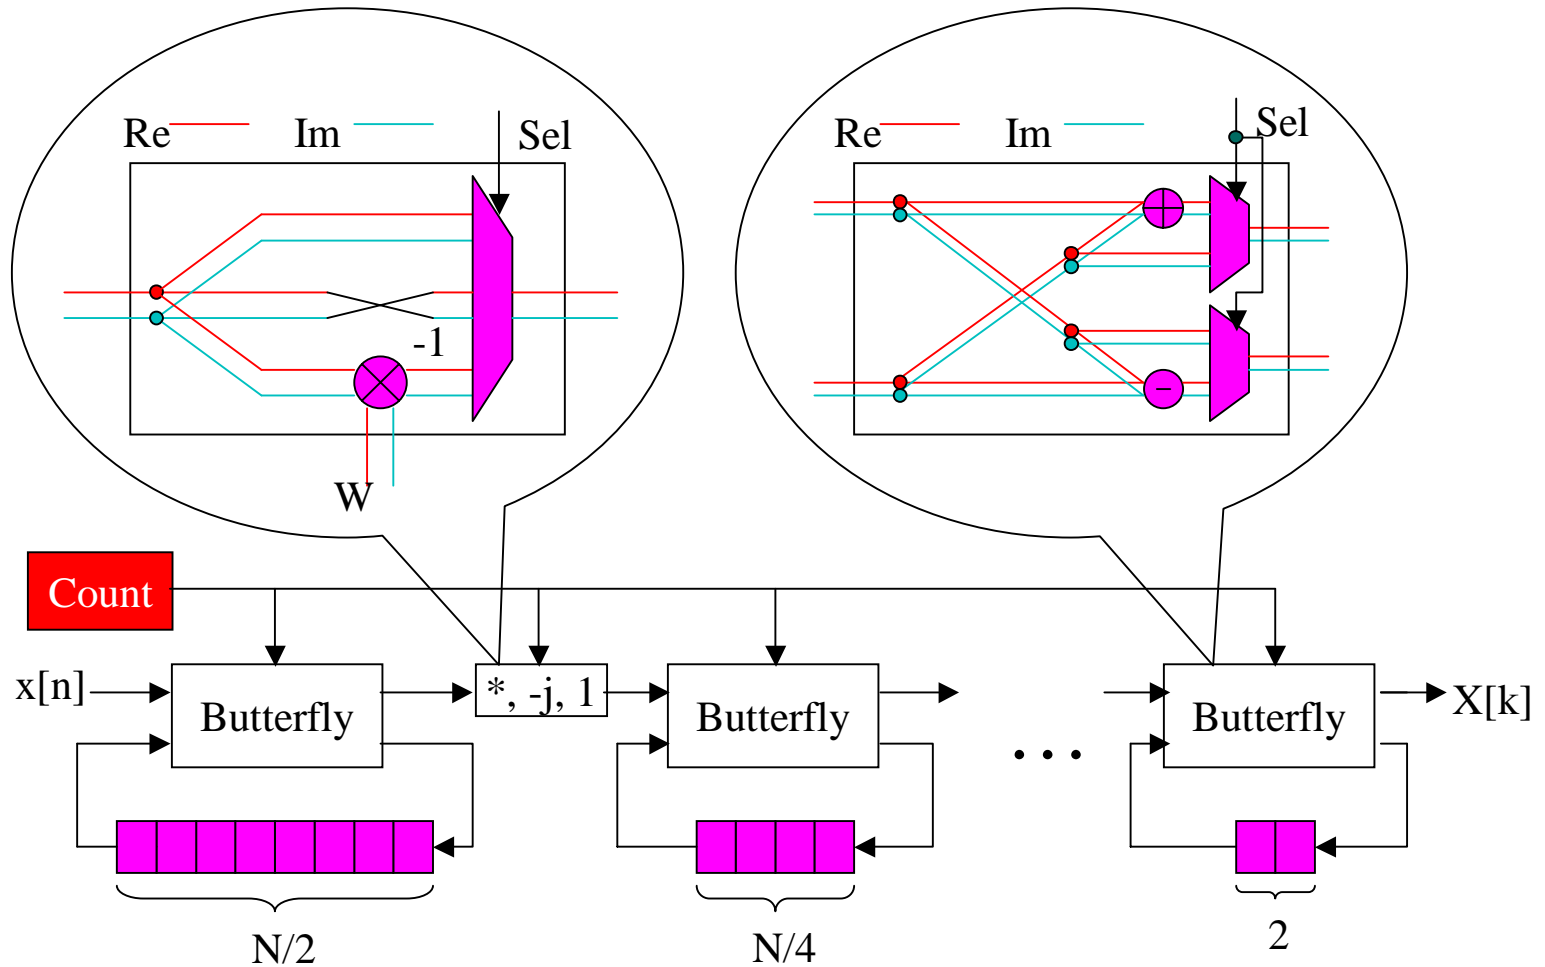 Re Im Sel
-1
W
Re Im Sel
Count
x[n] Butterfly *, -j, 1 Butterfly ... Butterfly X[k]
N/2 N/4 2